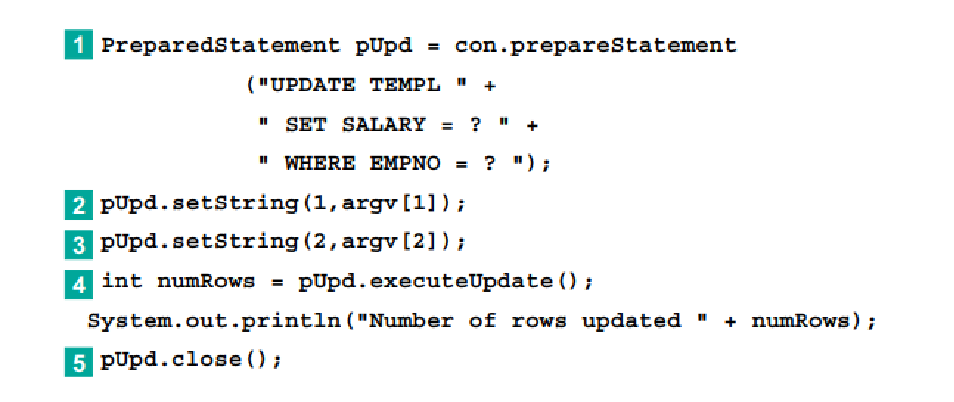 1 PreparedStatement pUpd = con.prepareStatement
("UPDATE TEMPL " +
" SET SALARY = ? " +
" WHERE EMPNO = ? ");
2 pUpd.setString(1,argv[1]);
3 pUpd.setString(2,argv[2]);
4 int numRows = pUpd.executeUpdate();
System.out.println("Number of rows updated " + numRows);
5 pUpd.close();